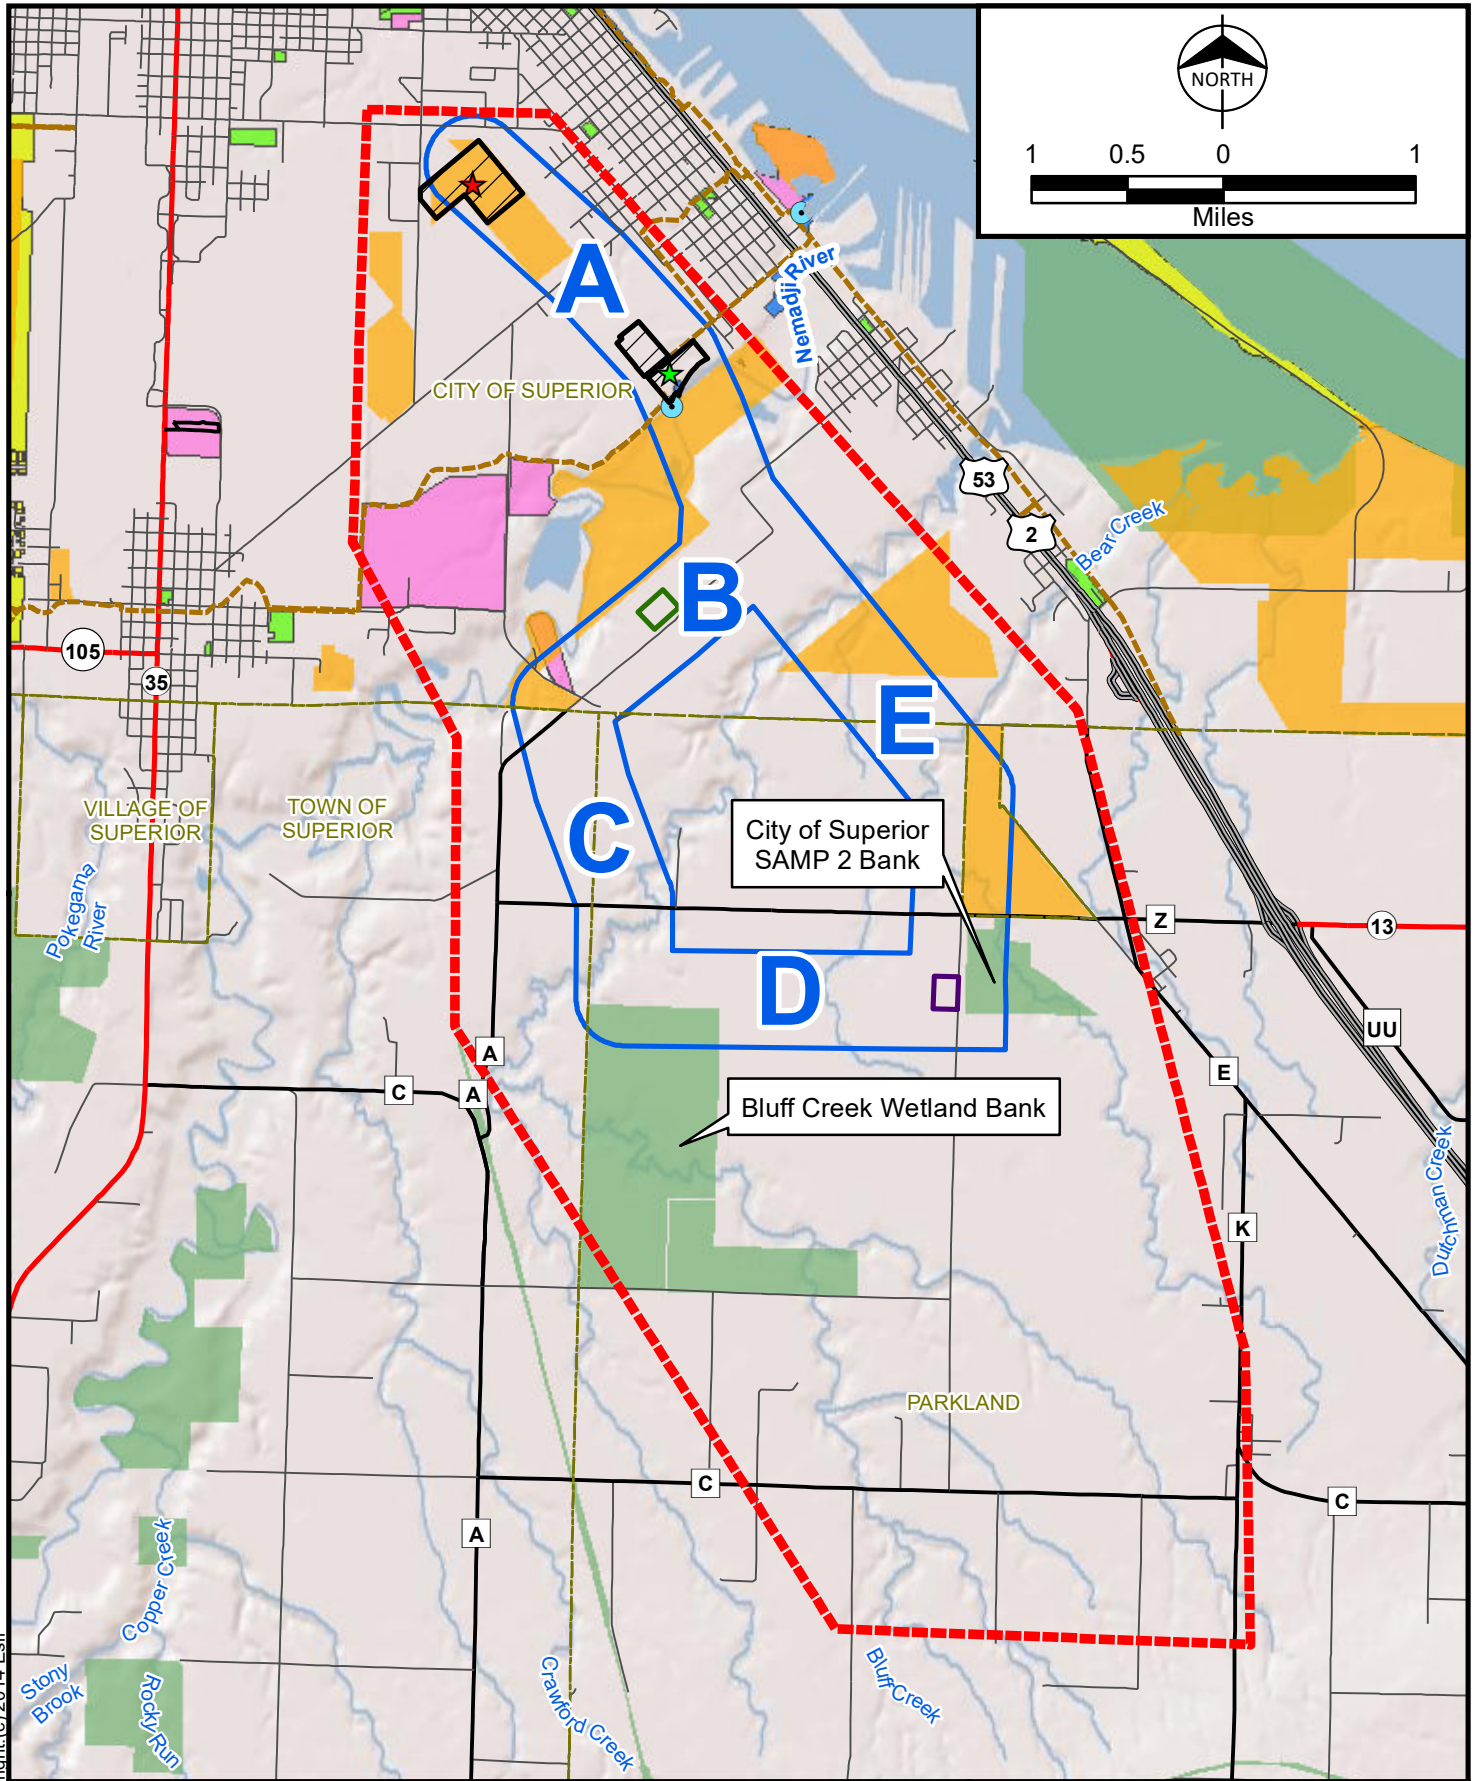 NORTH
1 0.5 0 1
Miles
A
Nemadji River
CITY OF SUPERIOR
53
2
Bear Creek
B
105
35
E
VILLAGE OF
SUPERIOR
TOWN OF
SUPERIOR
C
City of Superior
SAMP 2 Bank
Pokegama
River
Z
13
D
UU
A
C
A
E
Bluff Creek Wetland Bank
Dutchman Creek
K
PARKLAND
C
C
A
Copper Creek
Stony
Brook
Rocky Run
Crawford Creek
Bluff Creek